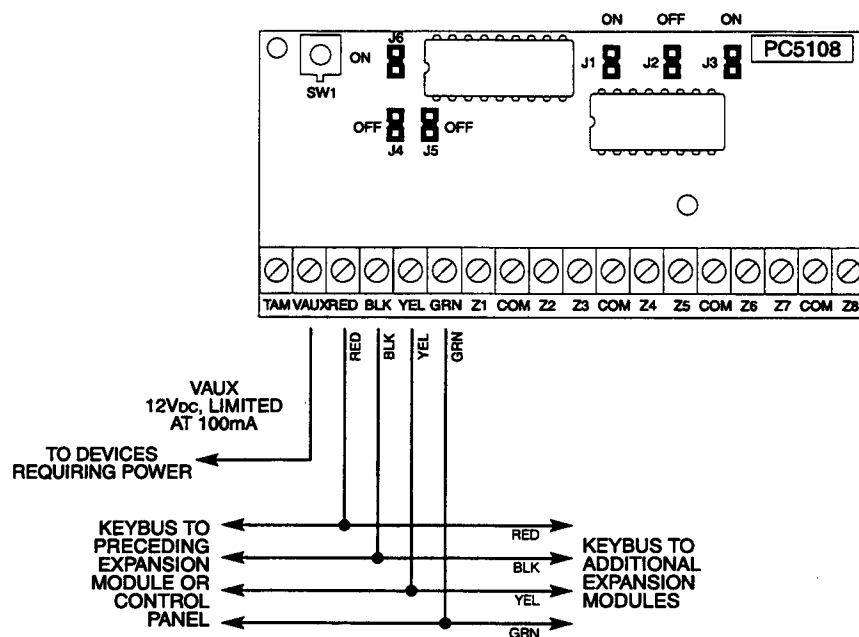 ON OFF ON
J6
ON
J1 J2 J3
PC5108
SW1
OFF OFF
J4 J5
TAM VAUX RED BLK YEL GRN Z1 COM Z2 Z3 COM Z4 Z5 COM Z6 Z7 COM Z8
RED BLK YEL GRN
VAUX
12VDC, LIMITED
AT 100mA
TO DEVICES
REQUIRING POWER
KEYBUS TO
PRECEDING
EXPANSION
MODULE OR
CONTROL
PANEL
RED
BLK
YEL
GRN
KEYBUS TO
ADDITIONAL
EXPANSION
MODULES